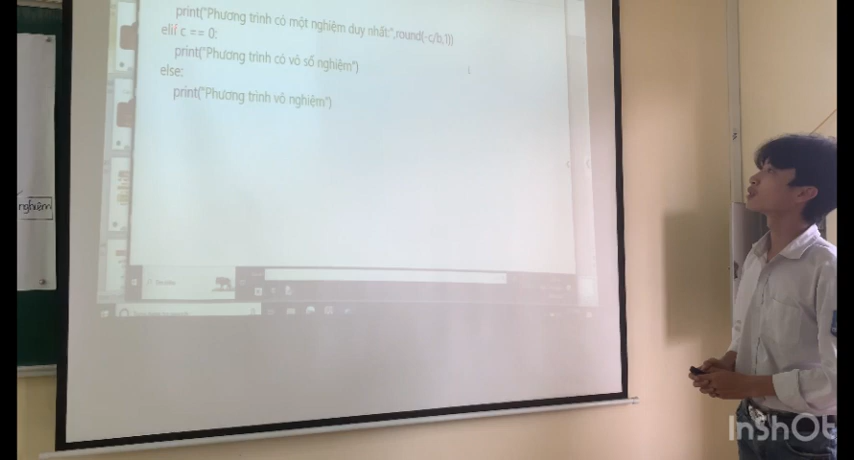 print("Phương trình có một nghiệm duy nhất:",round(-c/b,1))
elif c == 0:
print("Phương trình có vô số nghiệm")
else:
print("Phương trình vô nghiệm")
nghiệm
InShOt